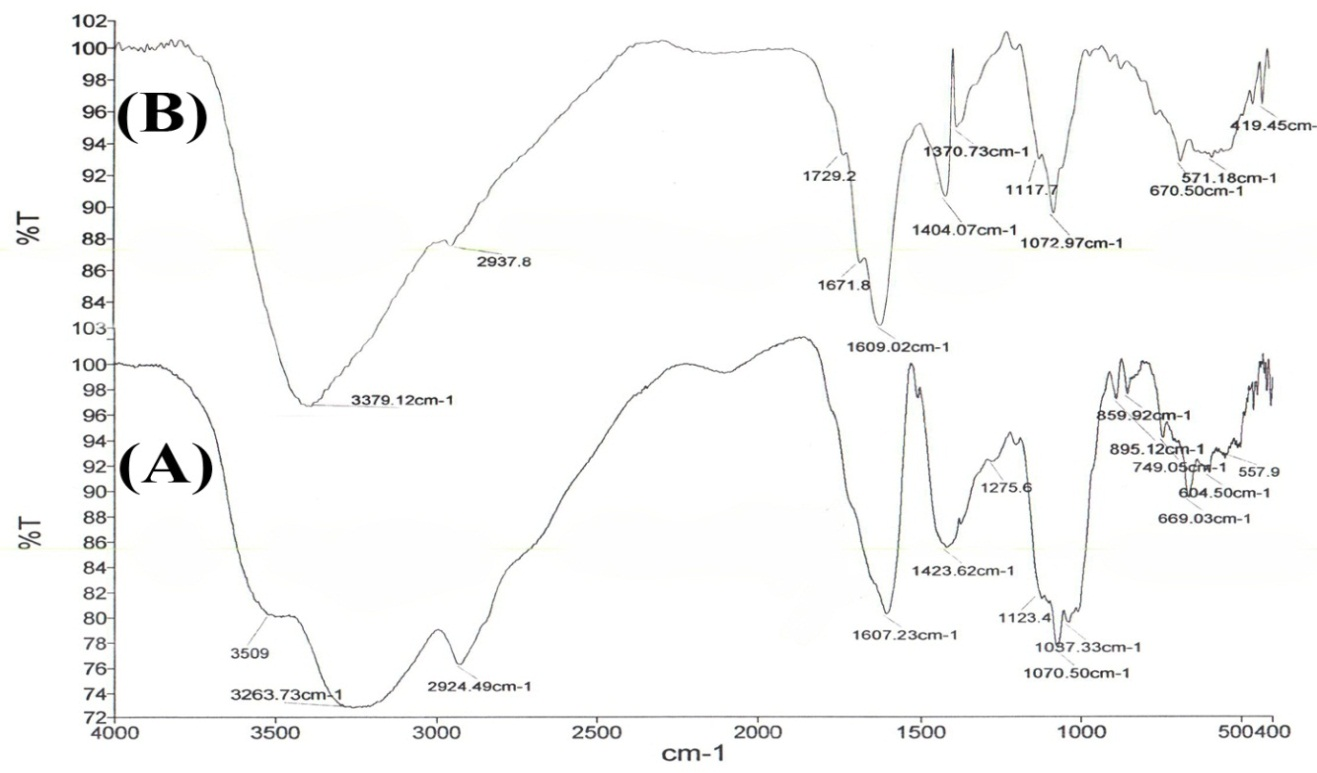 102
100
98
96
94
92
90
88
86
84
%T
(B)
3379.12cm-1
2937.8
1729.2
1671.8
1609.02cm-1
1404.07cm-1
1370.73cm-1
1117.7
1072.97cm-1
670.50cm-1
571.18cm-1
419.45cm-
103
100
98
96
94
92
90
88
86
84
82
80
78
76
74
72
%T
(A)
3509
3263.73cm-1
2924.49cm-1
1607.23cm-1
1423.62cm-1
1275.6
1123.4
1070.50cm-1
1037.33cm-1
895.12cm-1
859.92cm-1
749.05cm-1
669.03cm-1
604.50cm-1
557.9
4000 3500 3000 2500 2000 1500 1000 500400
cm-1